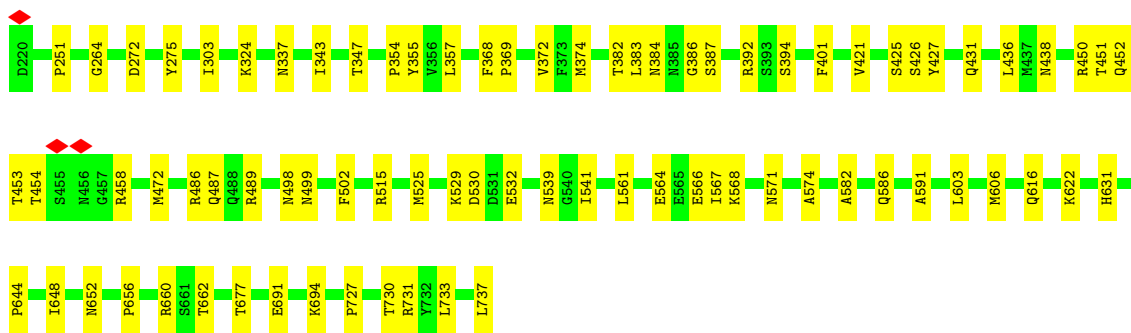 D220 P251 G264 D272 Y275 I303 K324 N337 I343 T347 P354 Y355 V356 L357 F368 P369 V372 F373 M374 T382 L383 N384 N385 G386 S387 R392 S393 S394 F401 V421 S425 S426 Y427 Q431 L436 M437 N438 R450 T451 Q452
T453 T454 S455 N456 G457 R458 M472 R486 Q487 Q488 R489 N498 N499 F502 R515 M525 K529 D530 D531 E532 N539 G540 I541 L561 E564 E565 E566 I567 K568 N571 A574 A582 Q586 A591 L603 M606 Q616 K622 H631
P644 I648 N652 P656 R660 S661 T662 T677 E691 K694 P727 T730 R731 Y732 L733 L737